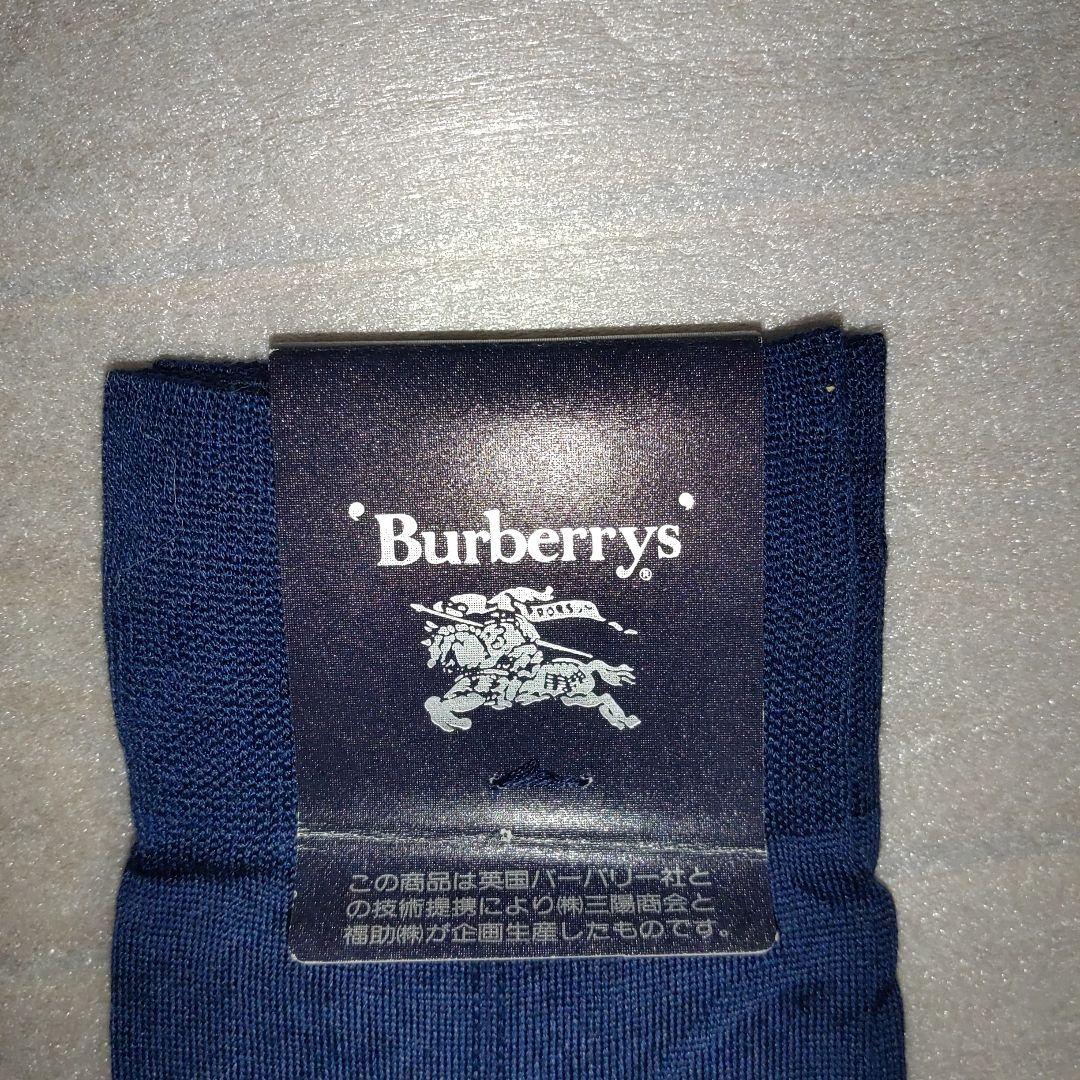 'Burberrys'®
この商品は英国バーバリー社と
の技術提携により㈱三陽商会と
福助㈱が企画生産したものです。